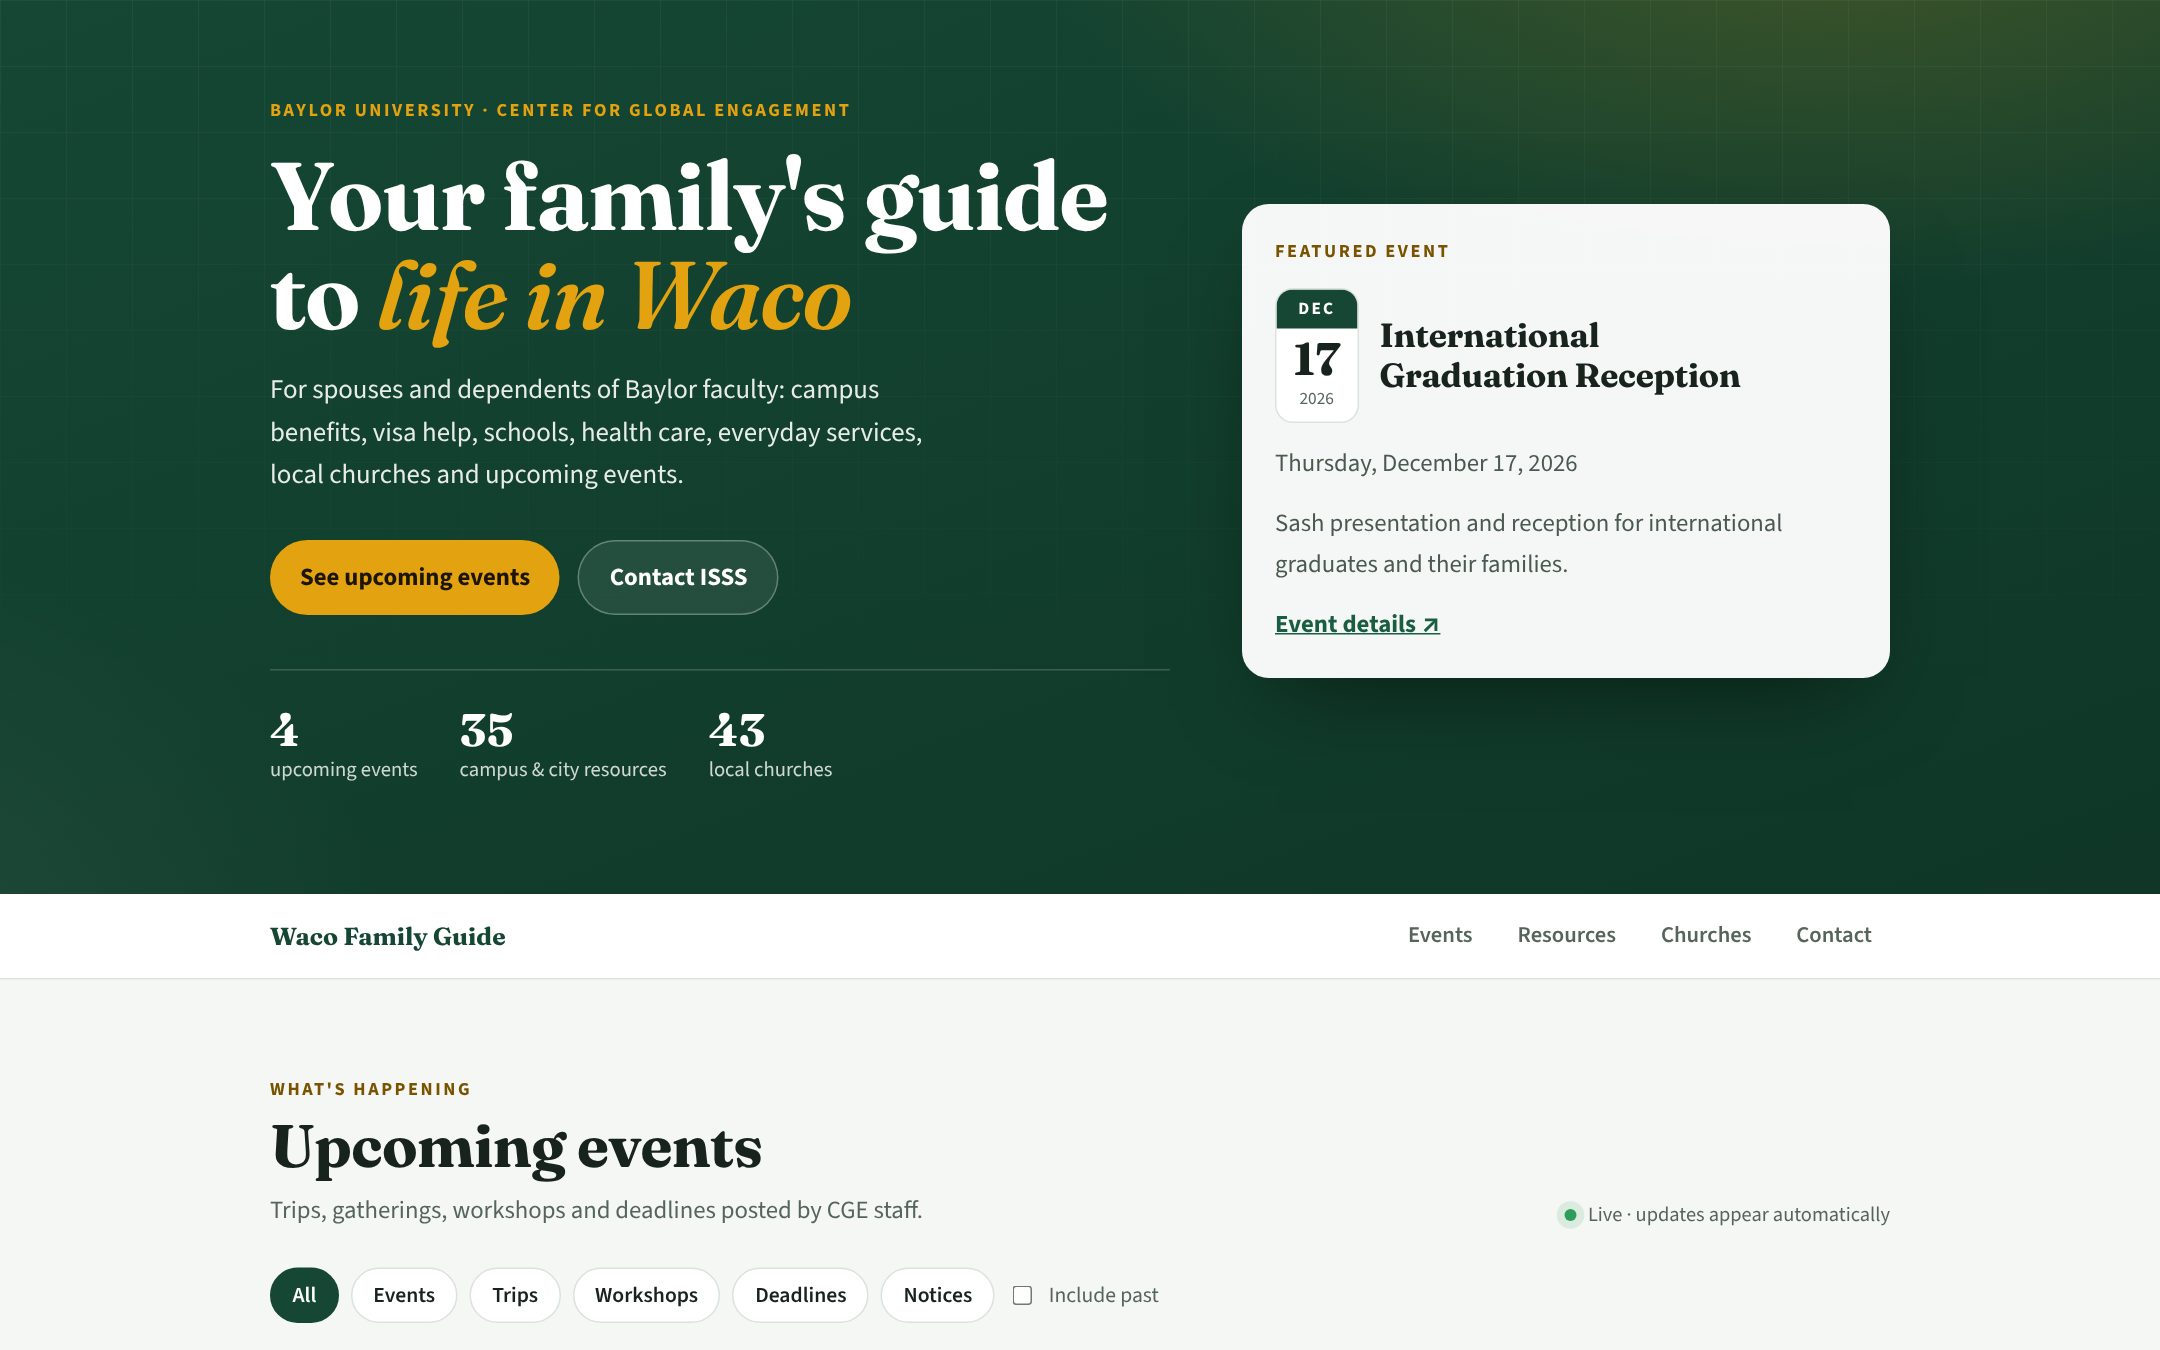 BAYLOR UNIVERSITY · CENTER FOR GLOBAL ENGAGEMENT
Your family's guide
to life in Waco
For spouses and dependents of Baylor faculty: campus
benefits, visa help, schools, health care, everyday services,
local churches and upcoming events.
See upcoming events
Contact ISSS
4
upcoming events
35
campus & city resources
43
local churches
FEATURED EVENT
DEC
17
2026
International
Graduation Reception
Thursday, December 17, 2026
Sash presentation and reception for international
graduates and their families.
Event details ↗
Waco Family Guide
Events
Resources
Churches
Contact
WHAT'S HAPPENING
Upcoming events
Trips, gatherings, workshops and deadlines posted by CGE staff.
Live · updates appear automatically
All
Events
Trips
Workshops
Deadlines
Notices
Include past